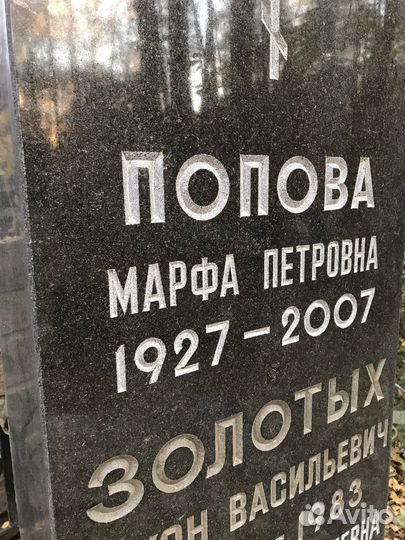 ПОПОВА
МАРФА ПЕТРОВНА
1927-2007
ЗОЛОТЫХ
ВАСИЛЬЕВИЧ
Avito